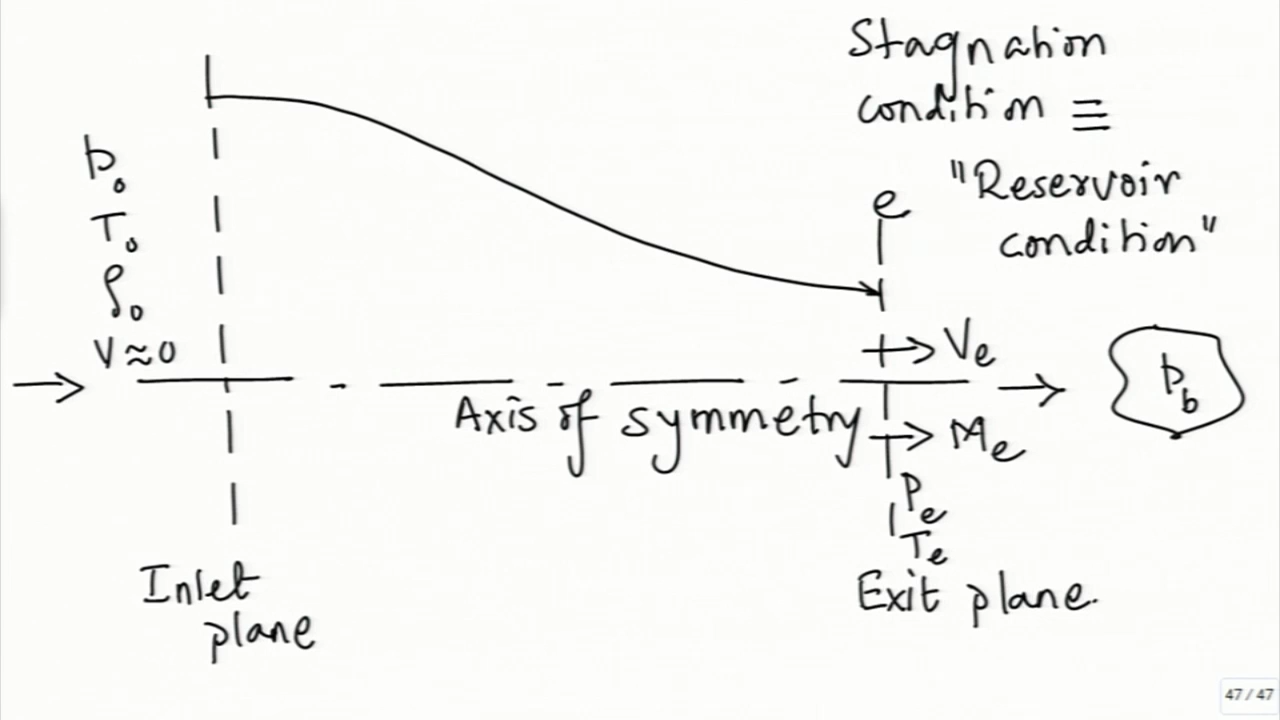 Stagnation
condition ≡
"Reservoir
condition"
p₀
T₀
ρ₀
V≈0
e
Vₑ
p_b
Axis of symmetry
Mₑ
Pₑ
Tₑ
Inlet
plane
Exit plane.
47 / 47